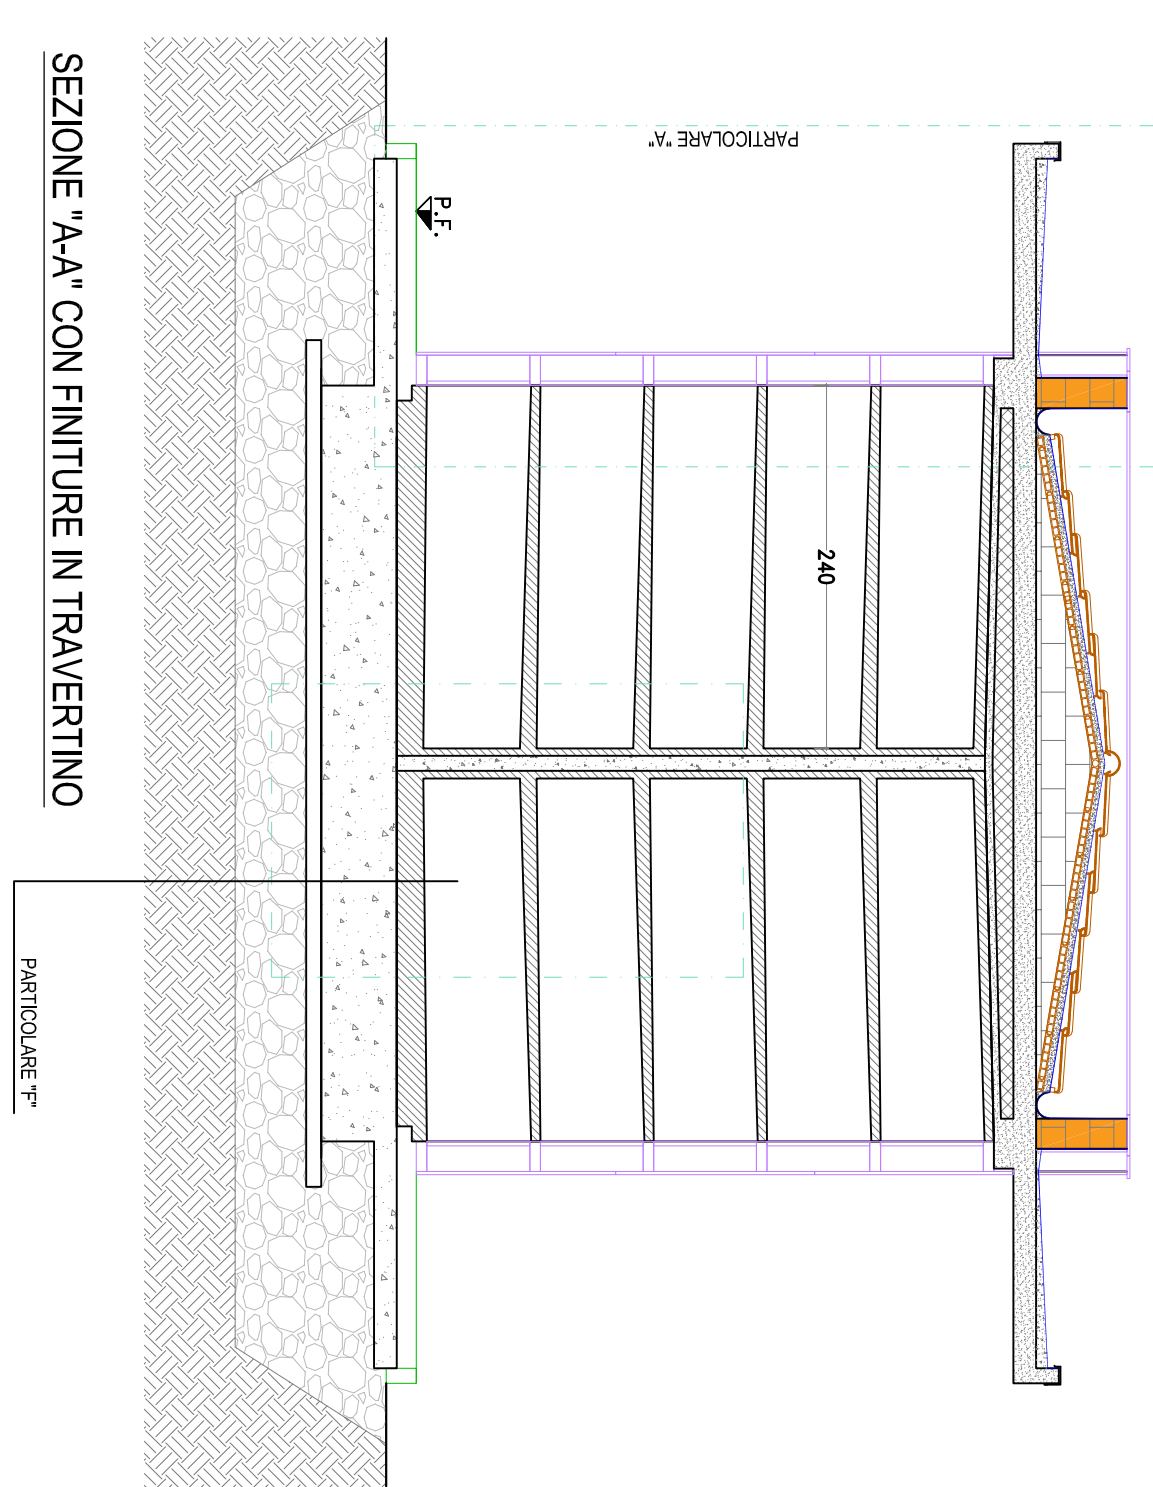 PARTICOLARE "A"
P.F.
240
PARTICOLARE "F"
SEZIONE "A-A" CON FINITURE IN TRAVERTINO